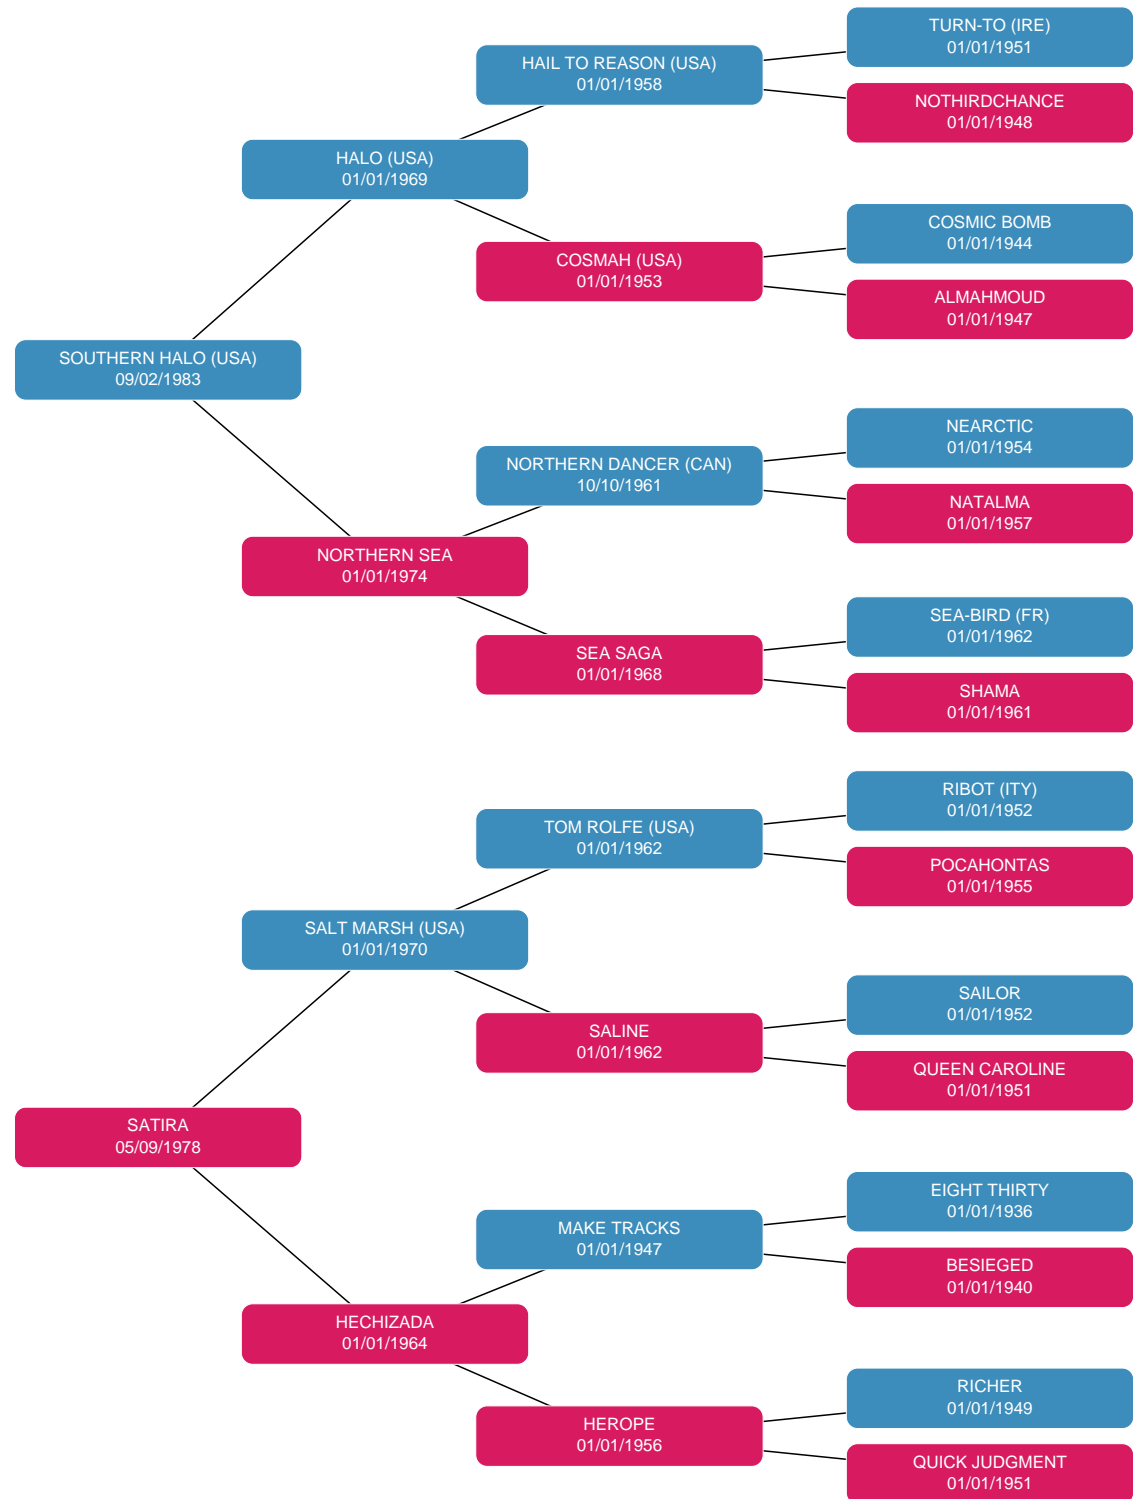 TURN-TO (IRE)
01/01/1951
HAIL TO REASON (USA)
01/01/1958
NOTHIRDCHANCE
01/01/1948
HALO (USA)
01/01/1969
COSMIC BOMB
01/01/1944
COSMAH (USA)
01/01/1953
ALMAHMOUD
01/01/1947
SOUTHERN HALO (USA)
09/02/1983
NEARCTIC
01/01/1954
NORTHERN DANCER (CAN)
10/10/1961
NATALMA
01/01/1957
NORTHERN SEA
01/01/1974
SEA-BIRD (FR)
01/01/1962
SEA SAGA
01/01/1968
SHAMA
01/01/1961
RIBOT (ITY)
01/01/1952
TOM ROLFE (USA)
01/01/1962
POCAHONTAS
01/01/1955
SALT MARSH (USA)
01/01/1970
SAILOR
01/01/1952
SALINE
01/01/1962
QUEEN CAROLINE
01/01/1951
SATIRA
05/09/1978
EIGHT THIRTY
01/01/1936
MAKE TRACKS
01/01/1947
BESIEGED
01/01/1940
HECHIZADA
01/01/1964
RICHER
01/01/1949
HEROPE
01/01/1956
QUICK JUDGMENT
01/01/1951